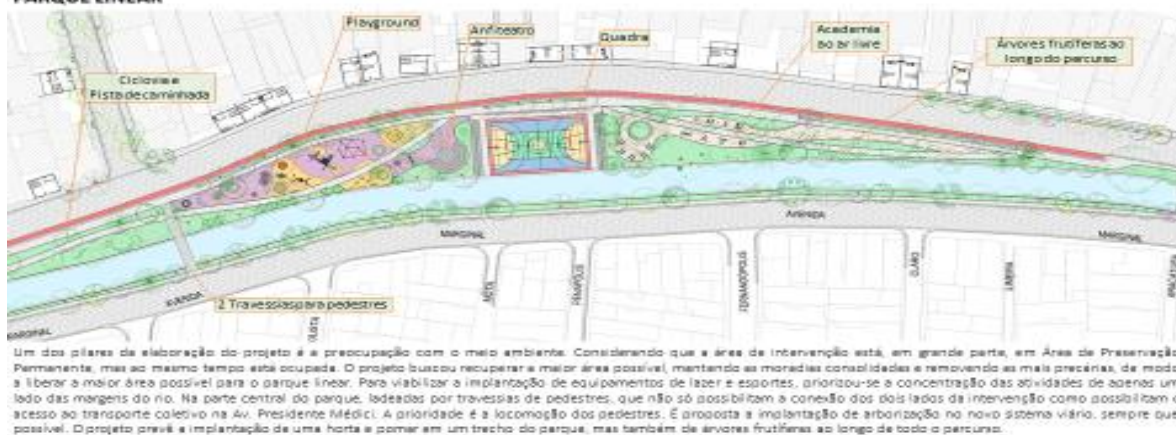 PARQUE LINEAR
Playground
Anfiteatro
Quadra
Academia
ao ar livre
Árvores frutíferas ao
longo do percurso
Ciclovia e
Pista de caminhada
AVENIDA
MARGINAL
MARGINAL
PENÁPOLIS
FERNANDÓPOLIS
CLARO
AVENIDA
2 Travessias para pedestres
MARGINAL
Um dos pilares da elaboração do projeto é a preocupação com o meio ambiente. Considerando que a área de intervenção está, em grande parte, em Área de Preservação
Permanente, mas ao mesmo tempo está ocupada. O projeto buscou recuperar a maior área possível, mantendo as moradias consolidadas e removendo as mais precárias, de modo
a liberar a maior área possível para o parque linear. Para viabilizar a implantação de equipamentos de lazer e esportes, priorizou-se a concentração das atividades de apenas um
lado das margens do rio. Na parte central do parque, ladeadas por travessias de pedestres, que não só possibilitam a conexão dos dois lados da intervenção como possibilitam o
acesso ao transporte coletivo na Av. Presidente Médici. A prioridade é a locomoção dos pedestres. É proposta a implantação de arborização no novo sistema viário, sempre que
possível. O projeto prevê a implantação de uma horta e pomar em um trecho do parque, mas também de árvores frutíferas ao longo de todo o percurso.